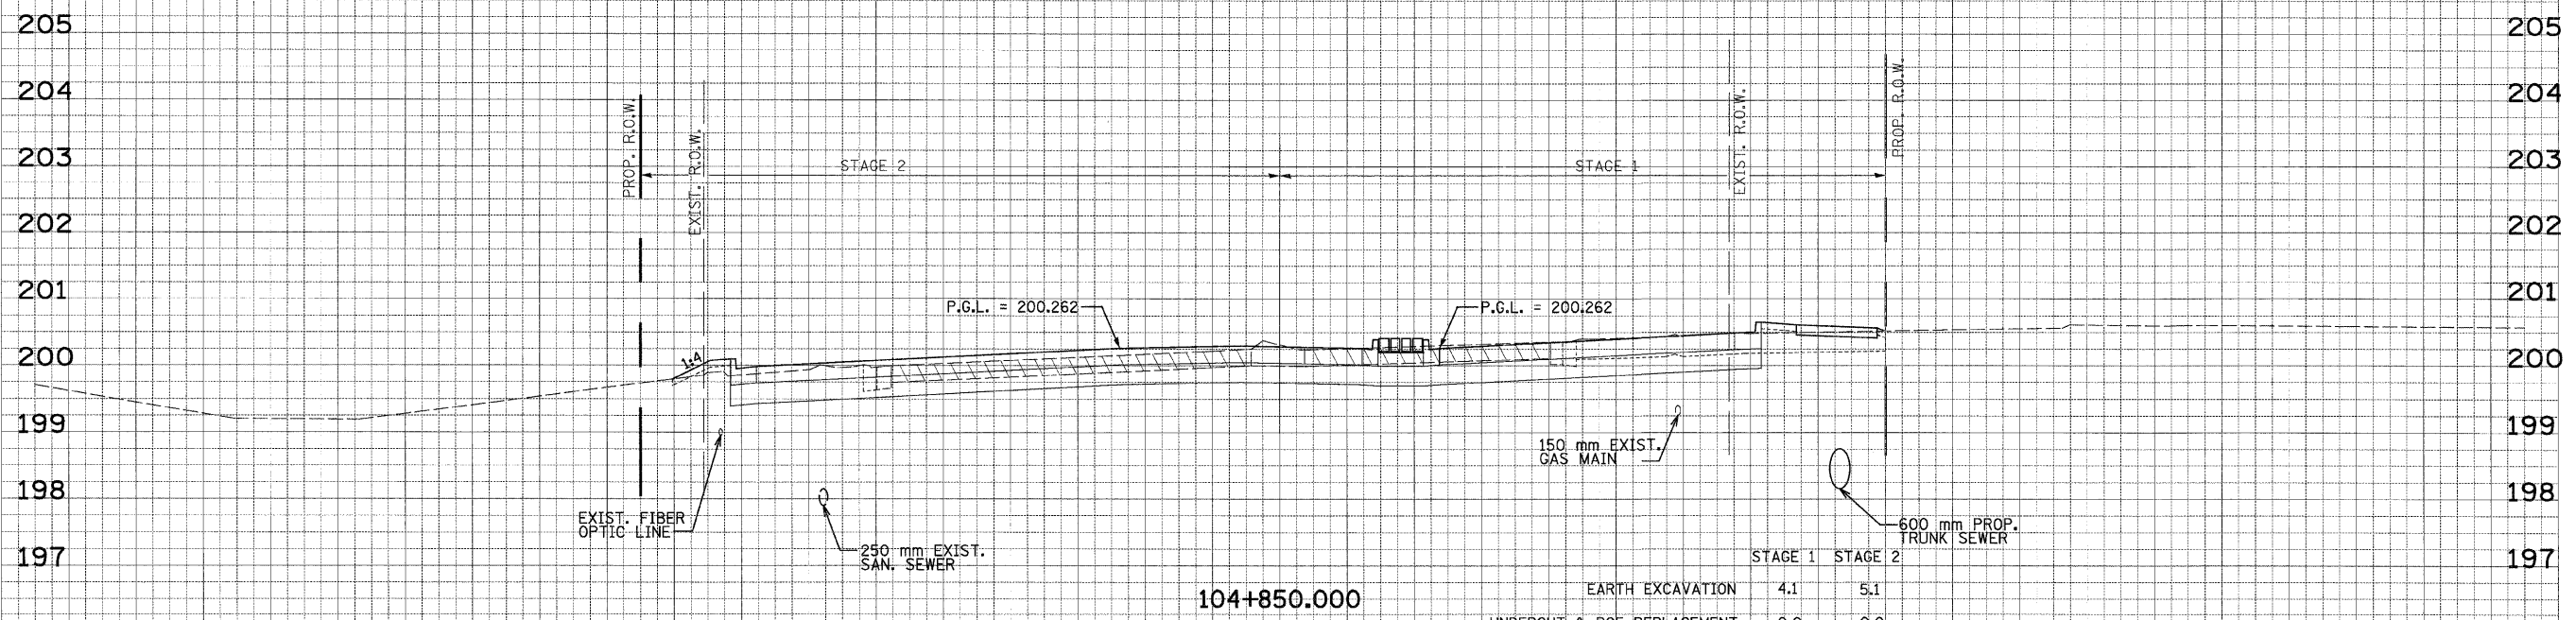 205 205
204 204
PROP. R.O.W.
EXIST. R.O.W.
EXIST. R.O.W.
PROP. R.O.W.
203 STAGE 2 STAGE 1 203
202 202
201 201
P.G.L. = 200.262 P.G.L. = 200.262
200 1:4 200
199 199
150 mm EXIST.
GAS MAIN
198 198
EXIST. FIBER
OPTIC LINE
600 mm PROP.
TRUNK SEWER
250 mm EXIST.
SAN. SEWER
197 STAGE 1 STAGE 2 197
EARTH EXCAVATION 4.1 5.1
104+850.000